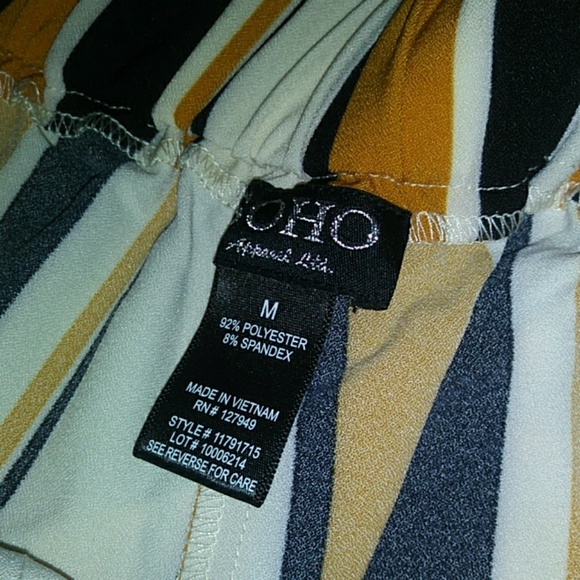 OHO
Apparel Ltd.
M
92% POLYESTER
8% SPANDEX
MADE IN VIETNAM
RN# 127949
STYLE# 11791715
LOT# 10006214
SEE REVERSE FOR CARE